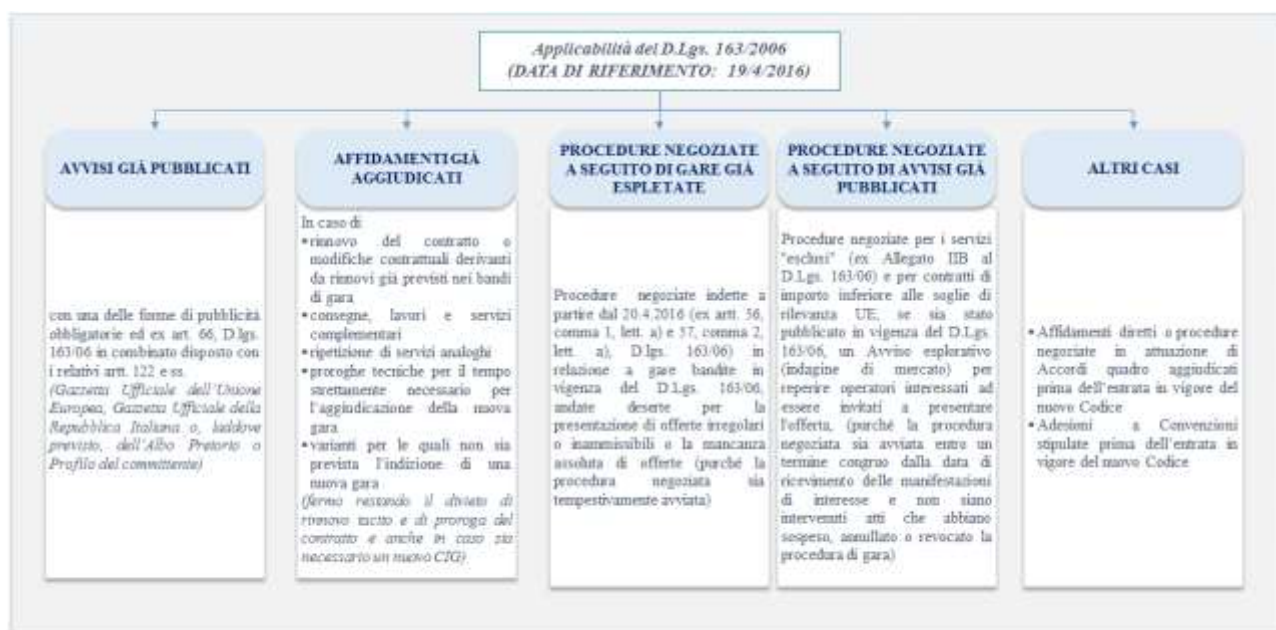 Applicabilità del D.Lgs. 163/2006
(DATA DI RIFERIMENTO: 19/4/2016)
AVVISI GIÀ PUBBLICATI
con una delle forme di pubblicità
obbligatorie ed ex art. 66, D.lgs.
163/06 in combinato disposto con
i relativi artt. 122 e ss.
(Gazzetta Ufficiale dell'Unione
Europea, Gazzetta Ufficiale della
Repubblica Italiana o, laddove
previsto, dell'Albo Pretorio o
Profilo del committente)
AFFIDAMENTI GIÀ
AGGIUDICATI
In caso di
•rinnovo del contratto o
modifiche contrattuali derivanti
da rinnovi già previsti nei bandi
di gara
•consegne, lavori e servizi
complementari
•ripetizione di servizi analoghi
•proroghe tecniche per il tempo
strettamente necessario per
l'aggiudicazione della nuova
gara
•varianti per le quali non sia
prevista l'indizione di una
nuova gara
(fermo restando il divieto di
rinnovo tacito e di proroga del
contratto e anche in caso sia
necessario un nuovo CIG)
PROCEDURE NEGOZIATE
A SEGUITO DI GARE GIÀ
ESPLETATE
Procedure negoziate indette a
partire dal 20.4.2016 (ex artt. 56,
comma 1, lett. a) e 57, comma 2,
lett. a), D.lgs. 163/06) in
relazione a gare bandite in
vigenza del D.Lgs. 163/06,
andate deserte per la
presentazione di offerte irregolari
o inammissibili o la mancanza
assoluta di offerte (purché la
procedura negoziata sia
tempestivamente avviata)
PROCEDURE NEGOZIATE
A SEGUITO DI AVVISI GIÀ
PUBBLICATI
Procedure negoziate per i servizi
"esclusi" (ex Allegato IIB al
D.Lgs. 163/06) e per contratti di
importo inferiore alle soglie di
rilevanza UE, se sia stato
pubblicato in vigenza del D.Lgs.
163/06, un Avviso esplorativo
(indagine di mercato) per
reperire operatori interessati ad
essere invitati a presentare
l'offerta, (purché la procedura
negoziata sia avviata entro un
termine congruo dalla data di
ricevimento delle manifestazioni
di interesse e non siano
intervenuti atti che abbiano
sospeso, annullato o revocato la
procedura di gara)
ALTRI CASI
•Affidamenti diretti o procedure
negoziate in attuazione di
Accordi quadro aggiudicati
prima dell'entrata in vigore del
nuovo Codice
•Adesioni a Convenzioni
stipulate prima dell'entrata in
vigore del nuovo Codice